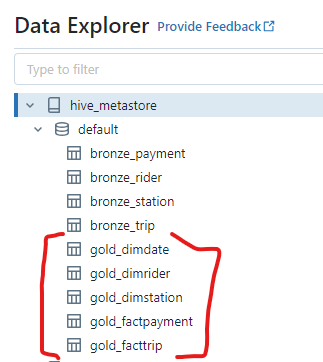 Data Explorer Provide Feedback
Type to filter
hive_metastore
default
bronze_payment
bronze_rider
bronze_station
bronze_trip
gold_dimdate
gold_dimrider
gold_dimstation
gold_factpayment
gold_facttrip